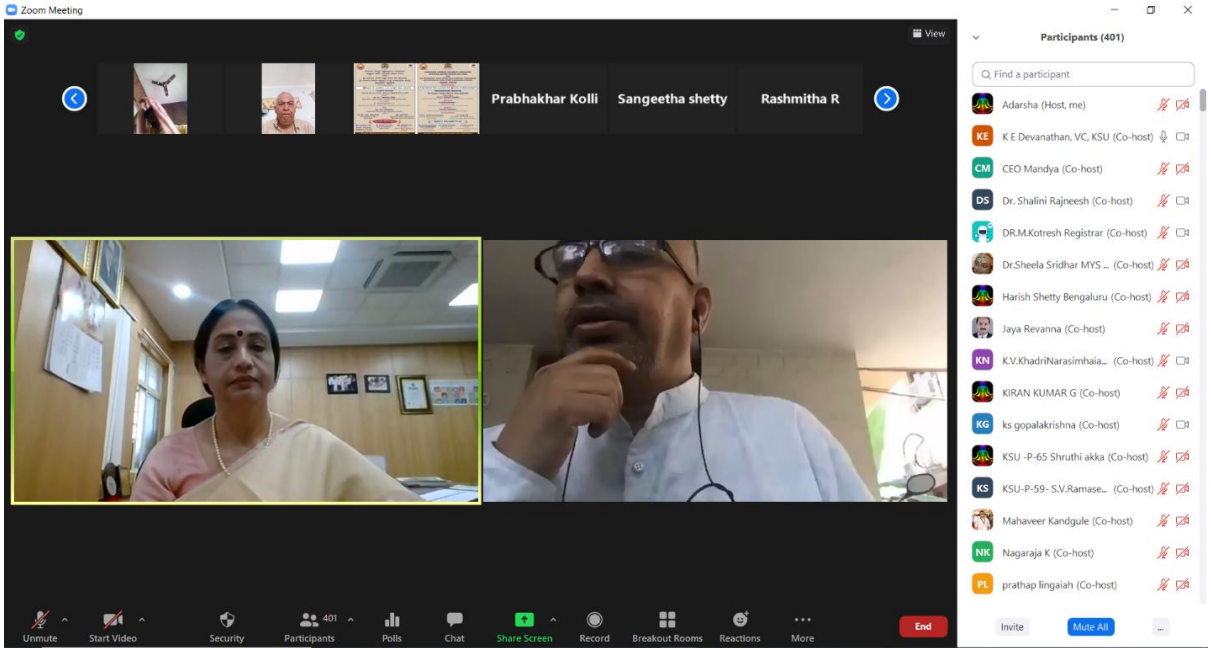 Zoom Meeting
View
Prabhakhar Kolli
Sangeetha shetty
Rashmitha R
Participants (401)
Find a participant
Adarsha (Host, me)
KE K E Devanathan, VC, KSU (Co-host)
CM CEO Mandya (Co-host)
DS Dr. Shalini Rajneesh (Co-host)
DR.M.Kotresh Registrar (Co-host)
Dr.Sheela Sridhar MYS ... (Co-host)
Harish Shetty Bengaluru (Co-host)
Jaya Revanna (Co-host)
KN K.V.KhadriNarasimhaia... (Co-host)
KIRAN KUMAR G (Co-host)
KG ks gopalakrishna (Co-host)
KSU -P-65 Shruthi akka (Co-host)
KS KSU-P-59- S.V.Ramase... (Co-host)
Mahaveer Kandgule (Co-host)
NK Nagaraja K (Co-host)
PL prathap lingaiah (Co-host)
Unmute
Start Video
Security
401
Participants
Polls
Chat
Share Screen
Record
Breakout Rooms
Reactions
More
End
Invite
Mute All
...